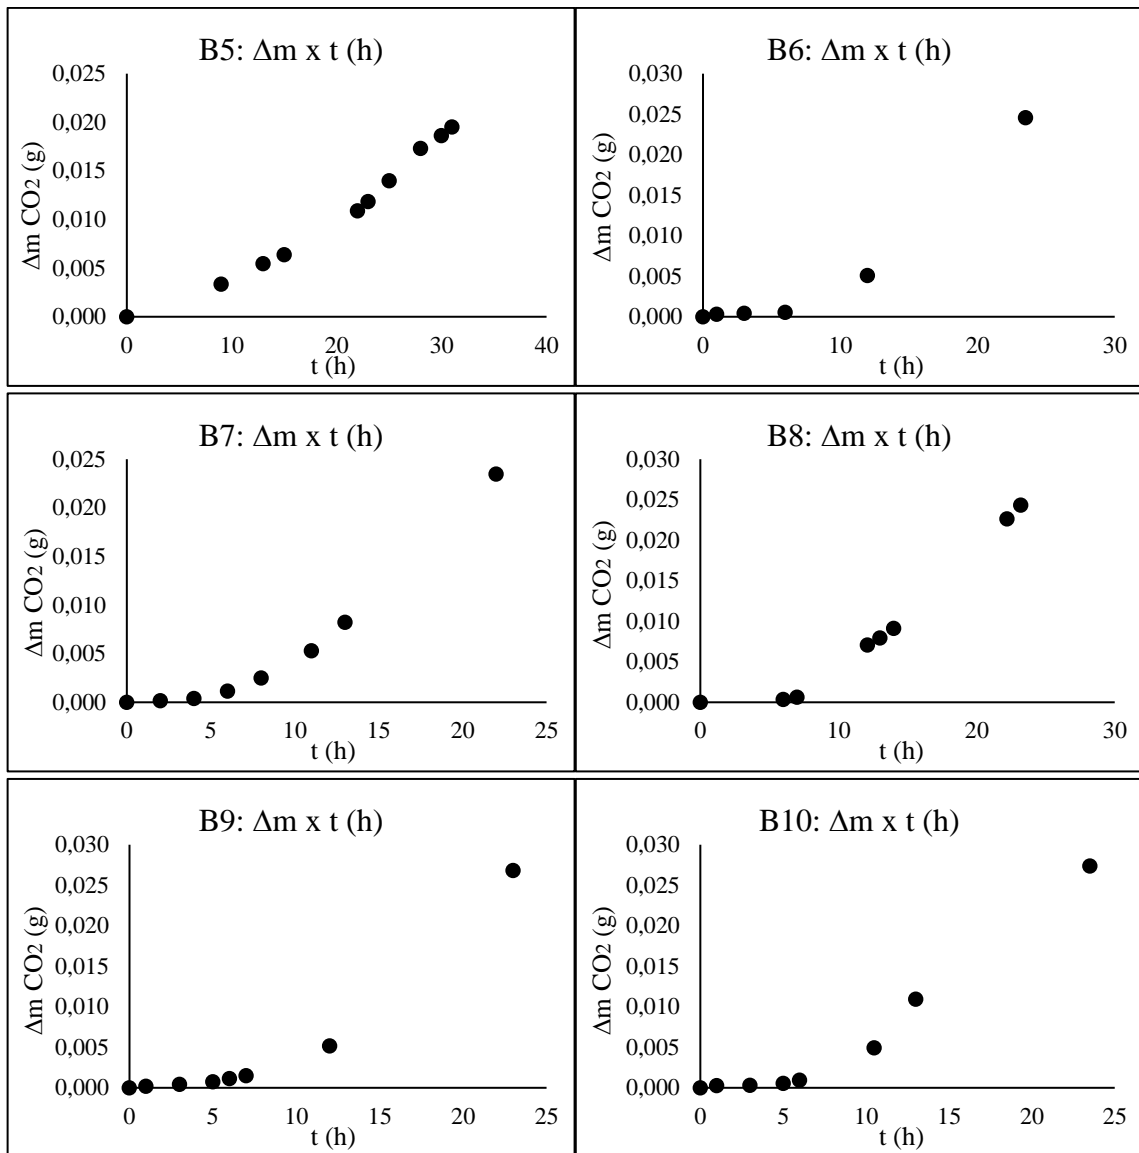 B5: Δm x t (h)
0,025
0,020
0,015
0,010
0,005
0,000
0 10 20 30 40
Δm CO2 (g)
t (h)
B6: Δm x t (h)
0,030
0,025
0,020
0,015
0,010
0,005
0,000
0 10 20 30
Δm CO2 (g)
t (h)
B7: Δm x t (h)
0,025
0,020
0,015
0,010
0,005
0,000
0 5 10 15 20 25
Δm CO2 (g)
t (h)
B8: Δm x t (h)
0,030
0,025
0,020
0,015
0,010
0,005
0,000
0 10 20 30
Δm CO2 (g)
t (h)
B9: Δm x t (h)
0,030
0,025
0,020
0,015
0,010
0,005
0,000
0 5 10 15 20 25
Δm CO2 (g)
t (h)
B10: Δm x t (h)
0,030
0,025
0,020
0,015
0,010
0,005
0,000
0 5 10 15 20 25
Δm CO2 (g)
t (h)